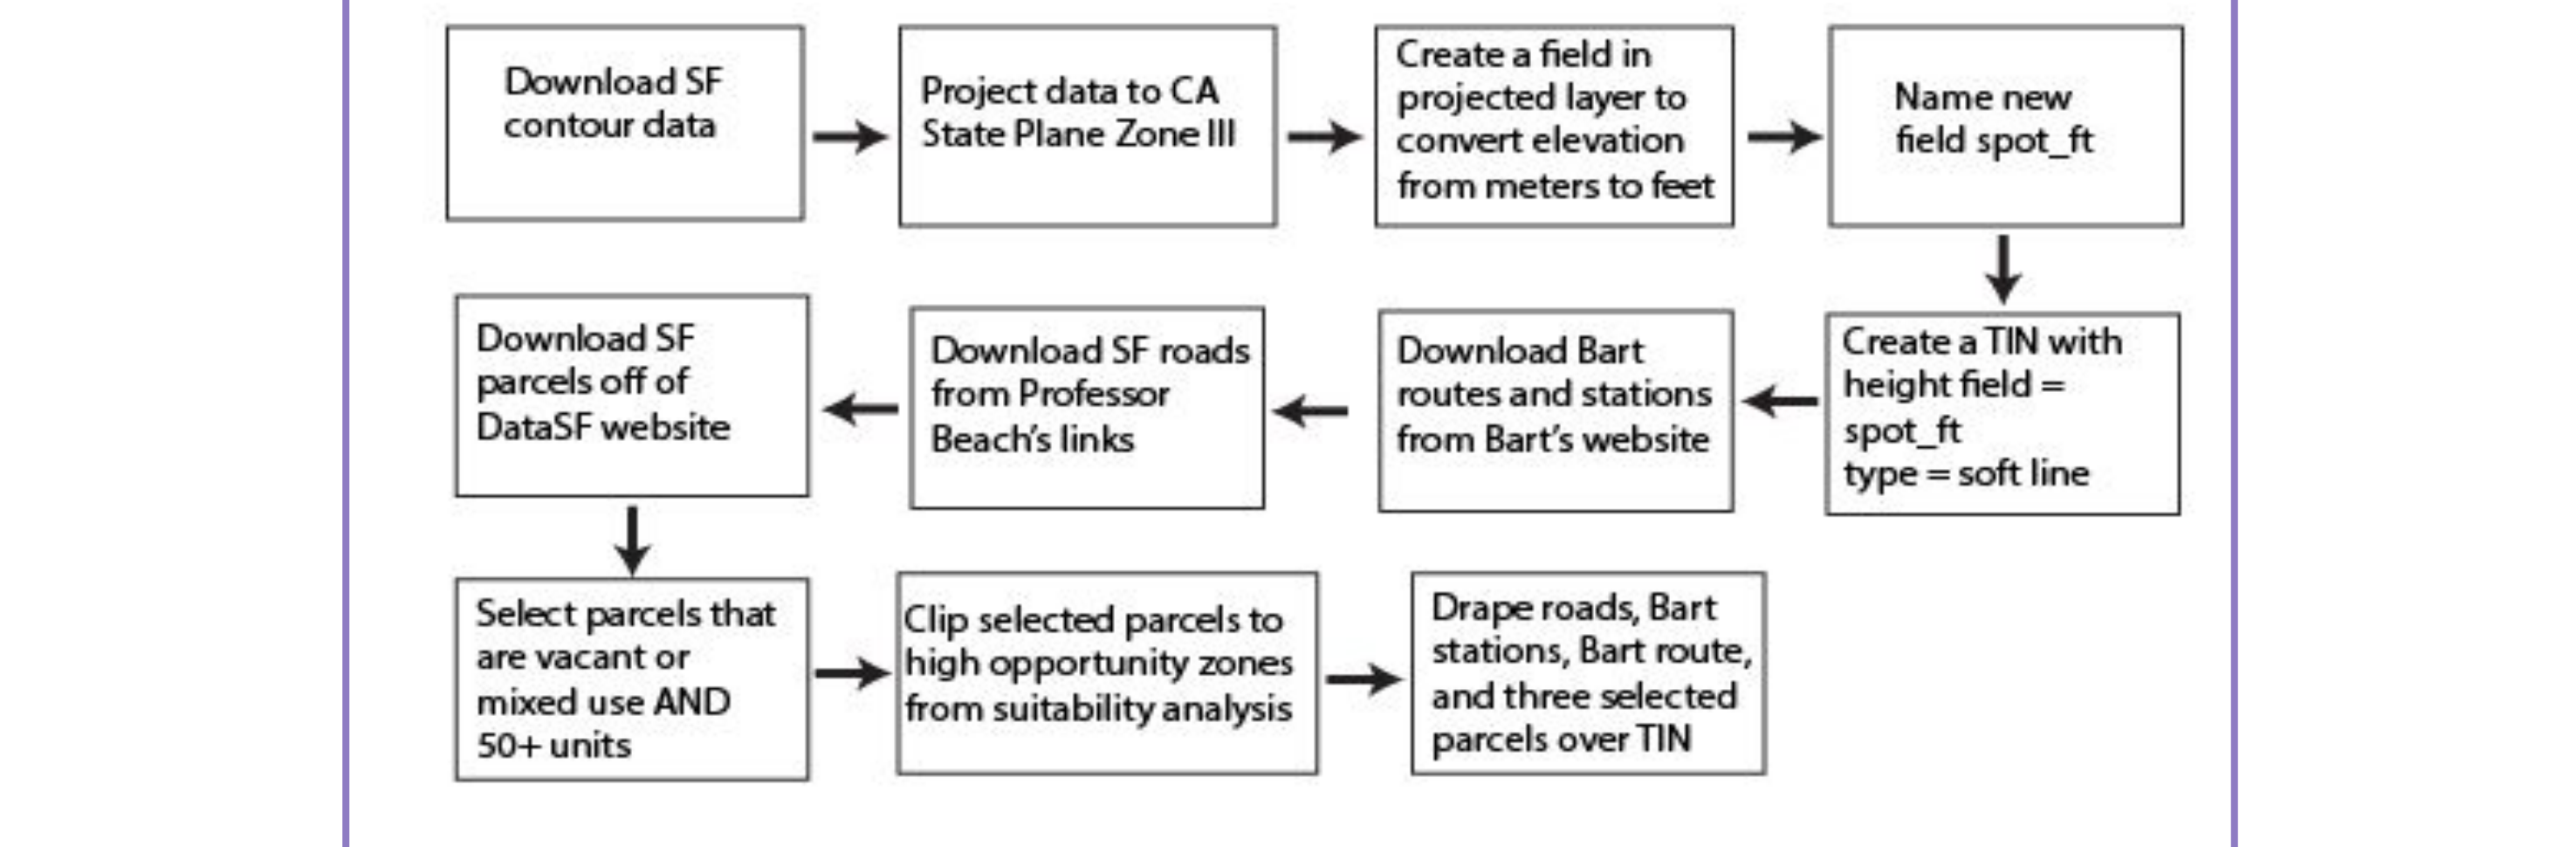 Download SF
contour data
Project data to CA
State Plane Zone III
Create a field in
projected layer to
convert elevation
from meters to feet
Name new
field spot_ft
Create a TIN with
height field =
spot_ft
type = soft line
Download Bart
routes and stations
from Bart's website
Download SF roads
from Professor
Beach's links
Download SF
parcels off of
DataSF website
Select parcels that
are vacant or
mixed use AND
50+ units
Clip selected parcels to
high opportunity zones
from suitability analysis
Drape roads, Bart
stations, Bart route,
and three selected
parcels over TIN